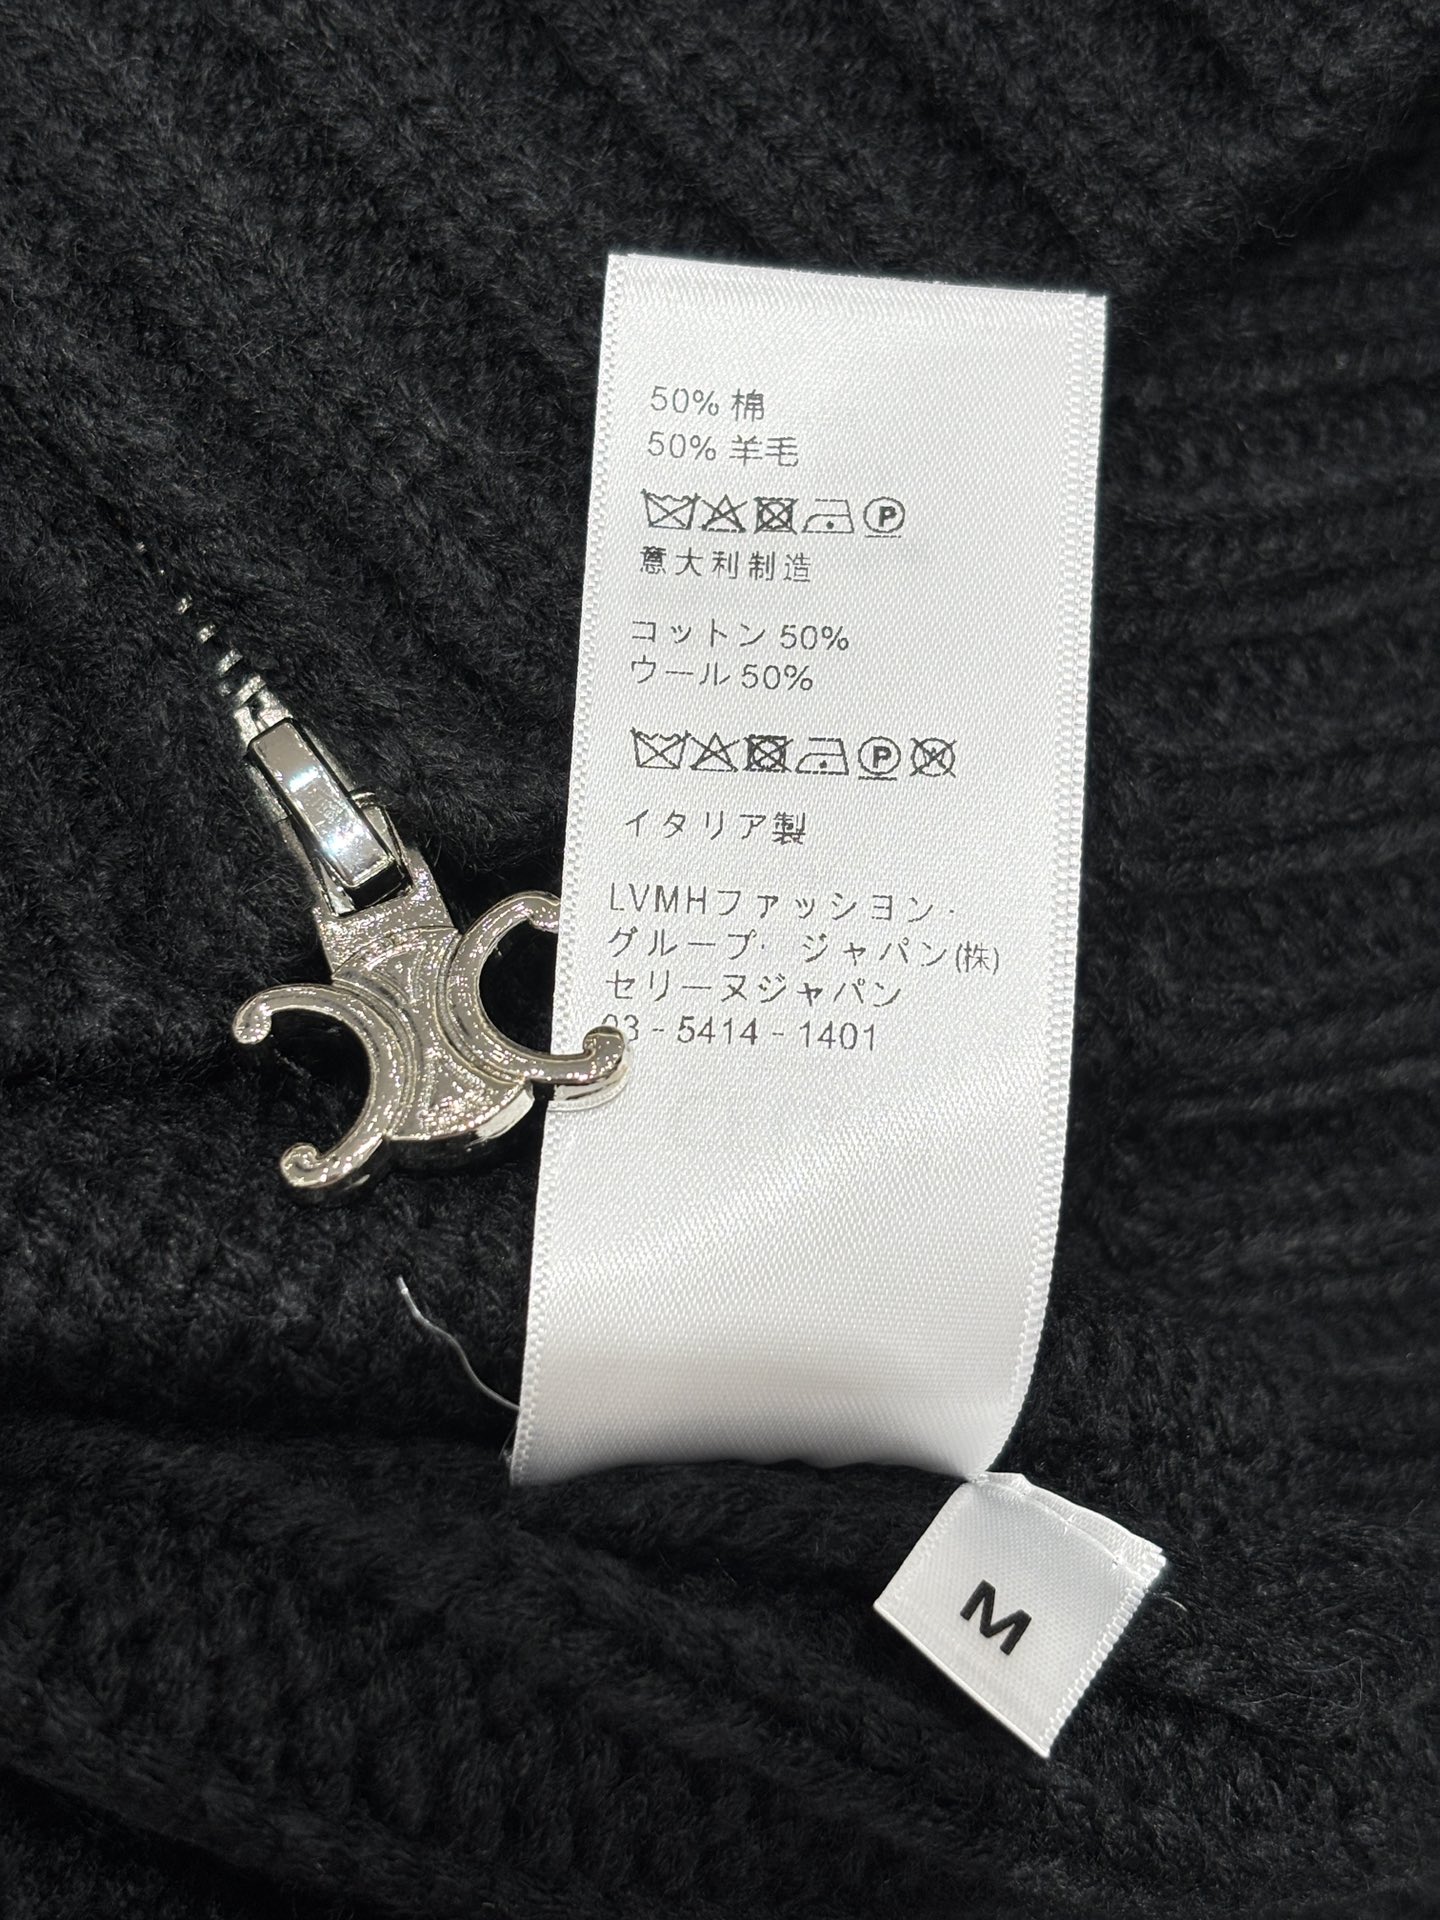 50% 棉
50% 羊毛
P
意大利制造
コットン 50%
ウール 50%
P
イタリア製
LVMHファッション・
グループ・ジャパン(株)
セリーヌジャパン
03 - 5414 - 1401
M